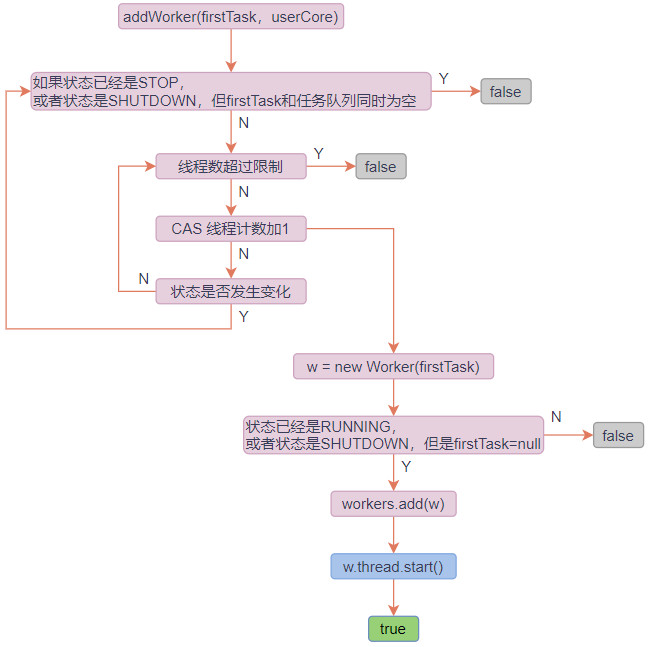 addWorker(firstTask，userCore)
如果状态已经是STOP，
或者状态是SHUTDOWN，但firstTask和任务队列同时为空
Y
false
N
线程数超过限制
Y
false
N
CAS 线程计数加1
N
状态是否发生变化
N
Y
w = new Worker(firstTask)
状态已经是RUNNING，
或者状态是SHUTDOWN，但是firstTask=null
N
false
Y
workers.add(w)
w.thread.start()
true